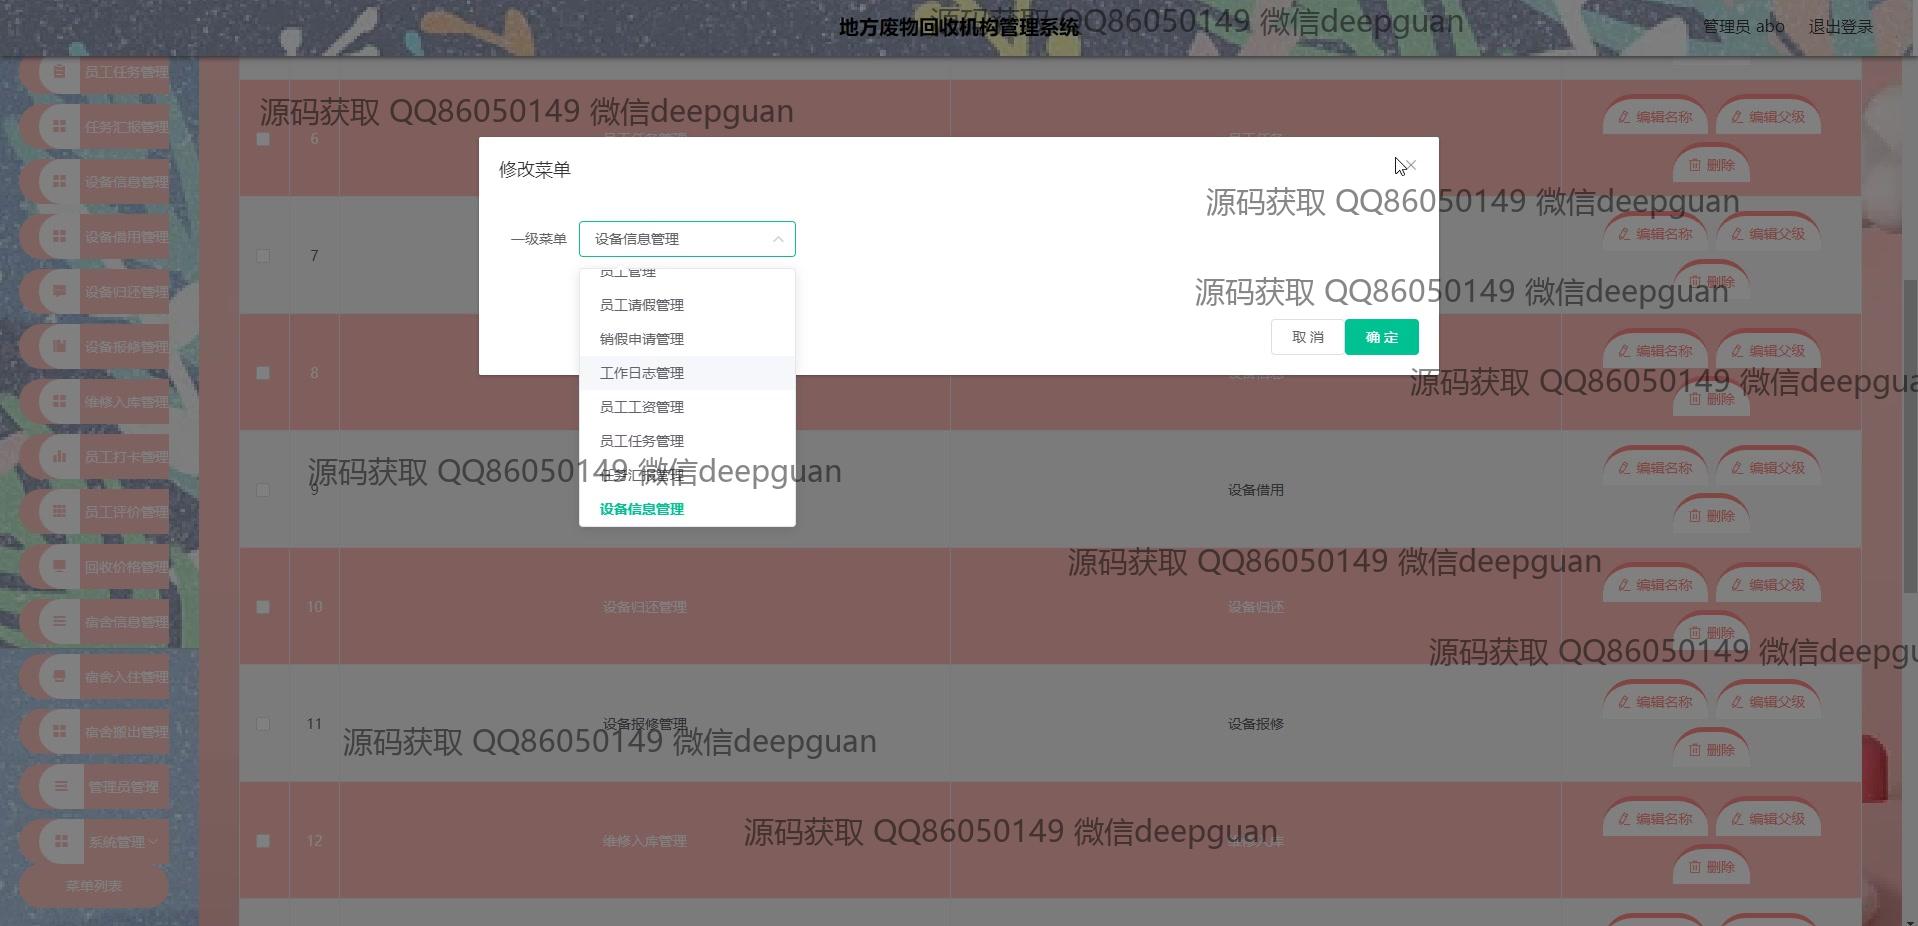 地方废物回收机构管理系统
源码获取 QQ86050149 微信deepguan
管理员 abo
退出登录
员工任务管理
任务汇报管理
设备信息管理
设备借用管理
设备归还管理
设备报修管理
维修入库管理
员工打卡管理
员工评价管理
回收价格管理
宿舍信息管理
宿舍入住管理
宿舍搬出管理
管理员管理
系统管理
菜单列表
源码获取 QQ86050149 微信deepguan
6
员工任务管理
员工任务
编辑名称
编辑父级
删除
修改菜单
源码获取 QQ86050149 微信deepguan
一级菜单
设备信息管理
员工管理
员工请假管理
销假申请管理
工作日志管理
员工工资管理
员工任务管理
任务汇报管理
设备信息管理
源码获取 QQ86050149 微信deepguan
取 消
确 定
7
编辑名称
编辑父级
删除
8
设备信息
编辑名称
编辑父级
删除
源码获取 QQ86050149 微信deepgua
源码获取 QQ86050149 微信deepguan
9
设备借用
编辑名称
编辑父级
删除
源码获取 QQ86050149 微信deepguan
10
设备归还管理
设备归还
编辑名称
编辑父级
删除
源码获取 QQ86050149 微信deepgu
11
设备报修管理
设备报修
编辑名称
编辑父级
删除
源码获取 QQ86050149 微信deepguan
12
维修入库管理
维修入库
编辑名称
编辑父级
删除
源码获取 QQ86050149 微信deepguan